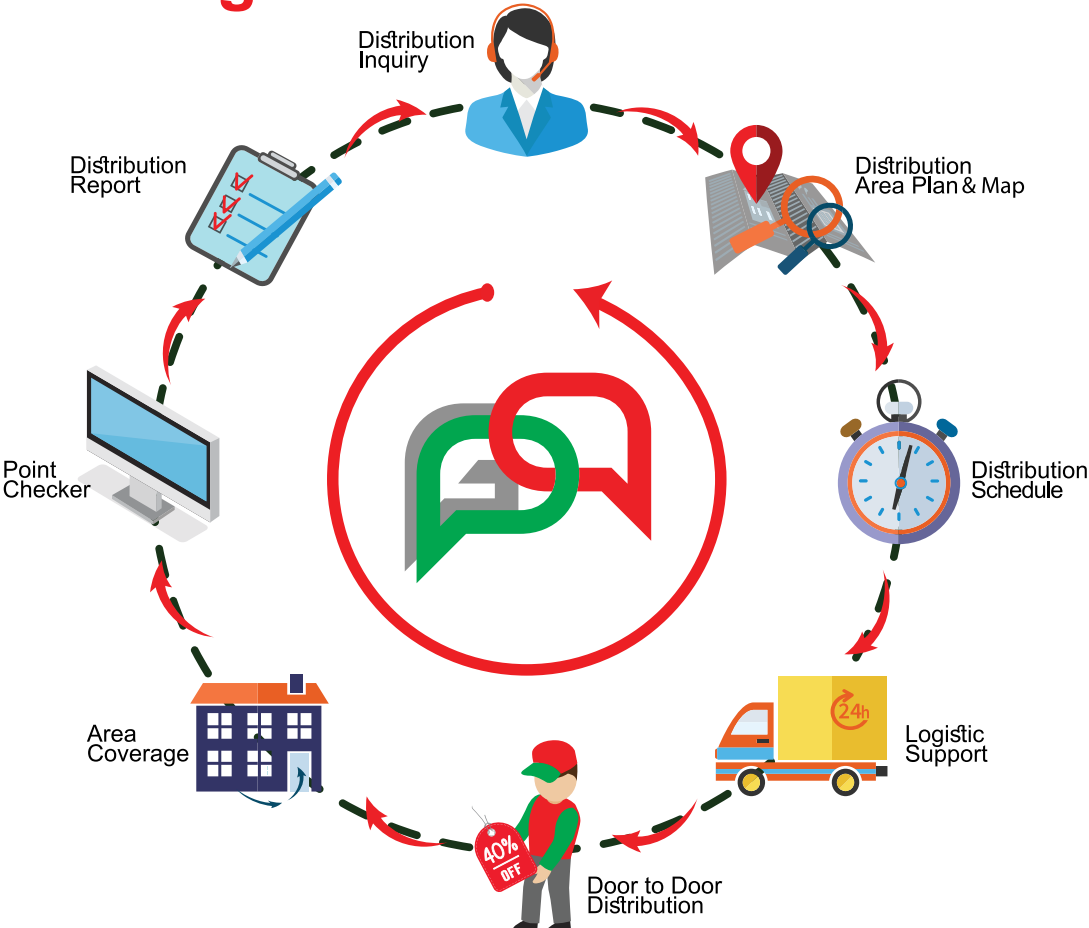 Distribution
Inquiry
Distribution
Report
Distribution
Area Plan & Map
Point
Checker
Distribution
Schedule
Area
Coverage
24h
Logistic
Support
40%
OFF
Door to Door
Distribution